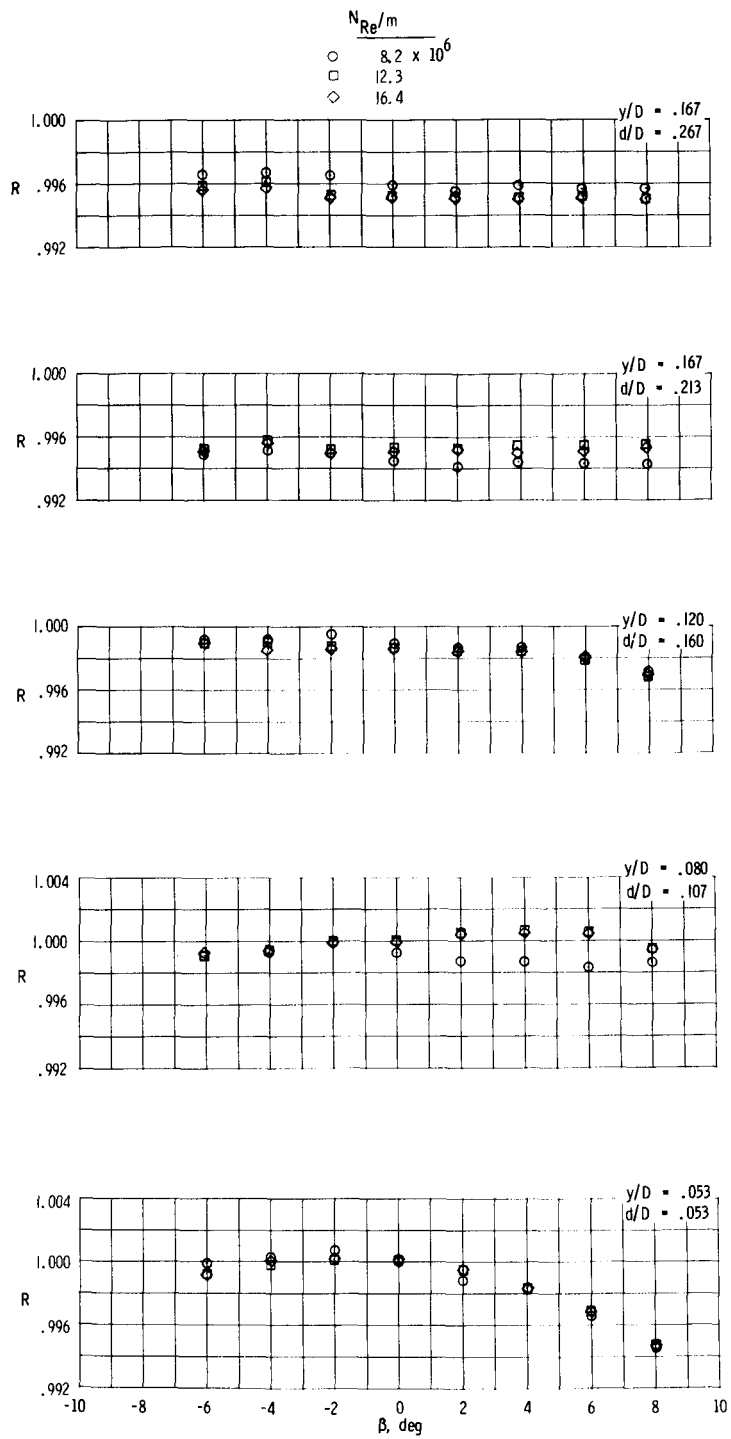 N_Re/m
○ 8.2 x 10^6
□ 12.3
◇ 16.4
y/D = .167
d/D = .267
1.000
R .996
.992
y/D = .167
d/D = .213
1.000
R .996
.992
y/D = .120
d/D = .160
1.000
R .996
.992
y/D = .080
d/D = .107
1.004
1.000
R
.996
.992
y/D = .053
d/D = .053
1.004
1.000
R
.996
.992
-10 -8 -6 -4 -2 0 2 4 6 8 10
β, deg